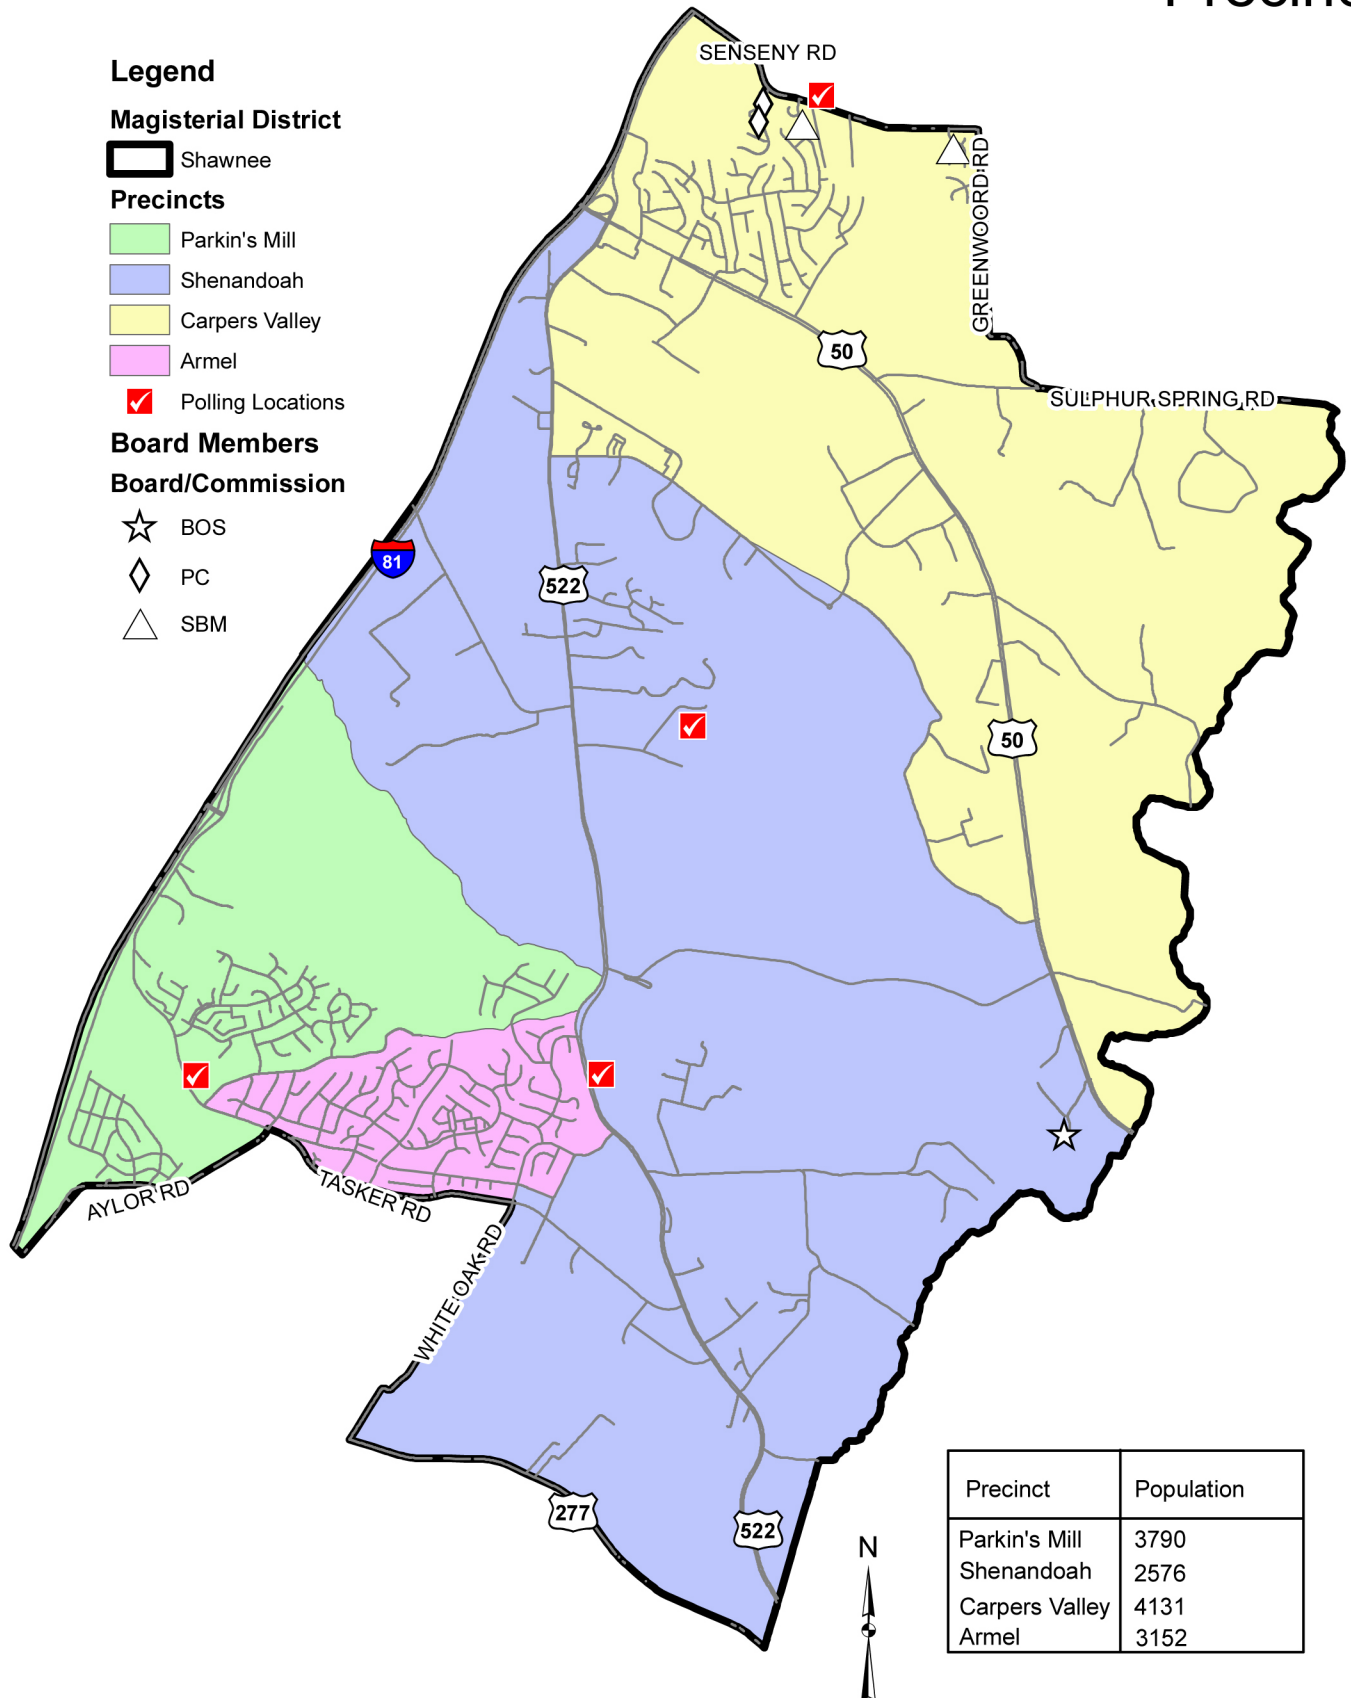 SENSENY RD
Legend
Magisterial District
Shawnee
Precincts
Parkin's Mill
Shenandoah
Carpers Valley
Armel
Polling Locations
Board Members
Board/Commission
BOS
PC
SBM
GREENWOORD RD
50
SULPHUR SPRING RD
81
522
50
AYLOR RD
TASKER RD
WHITE OAK RD
277
522
N
Precinct Population
Parkin's Mill 3790
Shenandoah 2576
Carpers Valley 4131
Armel 3152